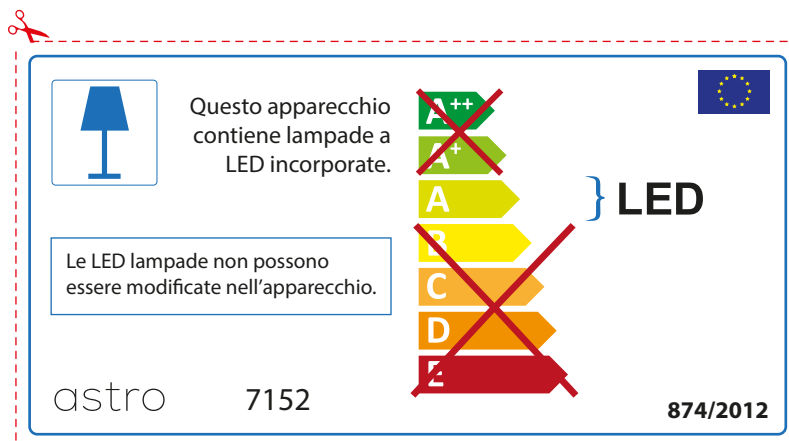 Questo apparecchio
contiene lampade a
LED incorporate.
A++
A+
A
B
C
D
E
LED
Le LED lampade non possono
essere modificate nell'apparecchio.
astro
7152
874/2012